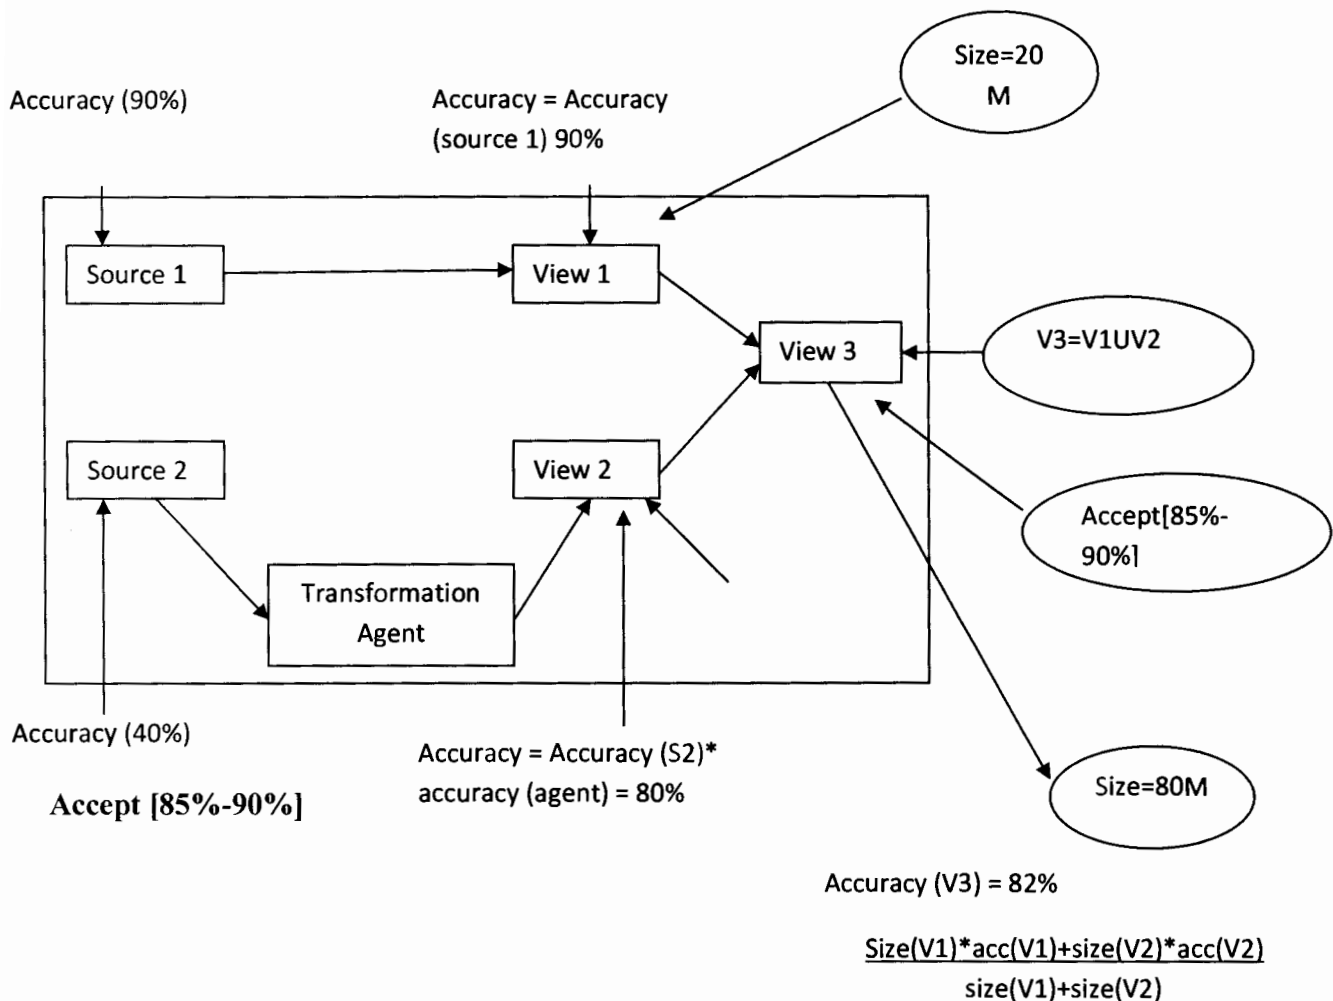 Size=20
M
Accuracy (90%)
Accuracy = Accuracy
(source 1) 90%
Source 1
View 1
View 3
V3=V1UV2
Source 2
View 2
Accept[85%-
90%]
Transformation
Agent
Accuracy (40%)
Accuracy = Accuracy (S2)*
accuracy (agent) = 80%
Accept [85%-90%]
Size=80M
Accuracy (V3) = 82%
Size(V1)*acc(V1)+size(V2)*acc(V2)
size(V1)+size(V2)